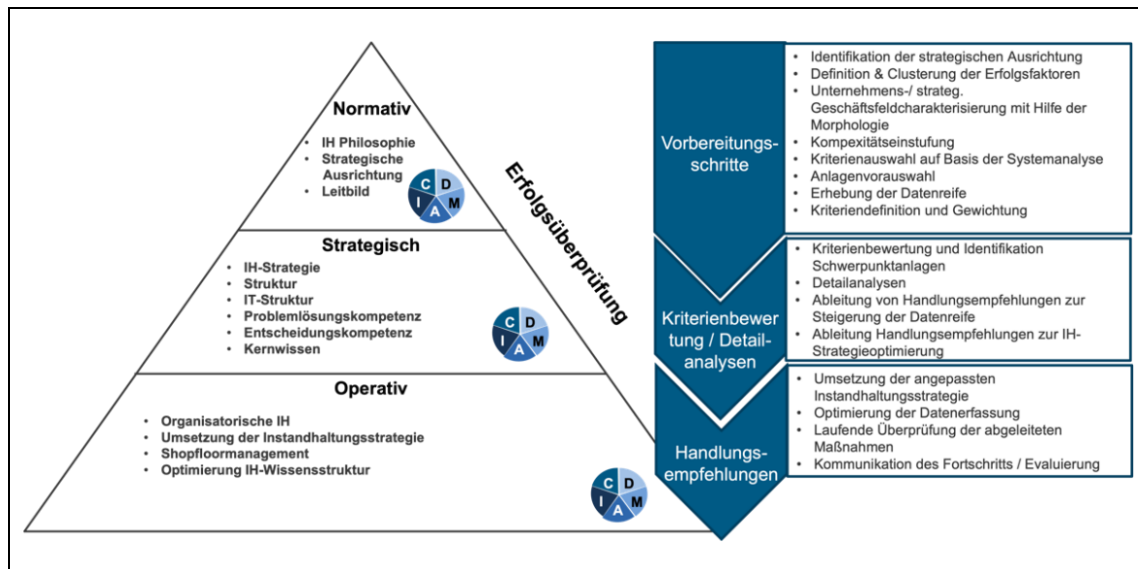 Normativ
• IH Philosophie
• Strategische
Ausrichtung
• Leitbild
C D
I M
A
Strategisch
• IH-Strategie
• Struktur
• IT-Struktur
• Problemlösungskompetenz
• Entscheidungskompetenz
• Kernwissen
C D
I M
A
Operativ
• Organisatorische IH
• Umsetzung der Instandhaltungsstrategie
• Shopfloormanagement
• Optimierung IH-Wissensstruktur
C D
I M
A
Erfolgsüberprüfung
Vorbereitungs-
schritte
• Identifikation der strategischen Ausrichtung
• Definition & Clusterung der Erfolgsfaktoren
• Unternehmens-/ strateg.
Geschäftsfeldcharakterisierung mit Hilfe der
Morphologie
• Kompexitätseinstufung
• Kriterienauswahl auf Basis der Systemanalyse
• Anlagenvorauswahl
• Erhebung der Datenreife
• Kriteriendefinition und Gewichtung
Kriterienbewer
tung / Detail-
analysen
• Kriterienbewertung und Identifikation
Schwerpunktanlagen
• Detailanalysen
• Ableitung von Handlungsempfehlungen zur
Steigerung der Datenreife
• Ableitung Handlungsempfehlungen zur IH-
Strategieoptimierung
Handlungs-
empfehlungen
• Umsetzung der angepassten
Instandhaltungsstrategie
• Optimierung der Datenerfassung
• Laufende Überprüfung der abgeleiteten
Maßnahmen
• Kommunikation des Fortschritts / Evaluierung